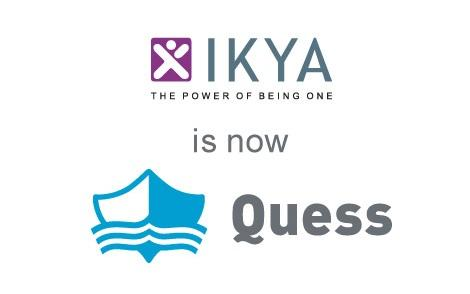 IKYA
THE POWER OF BEING ONE
is now
Quess